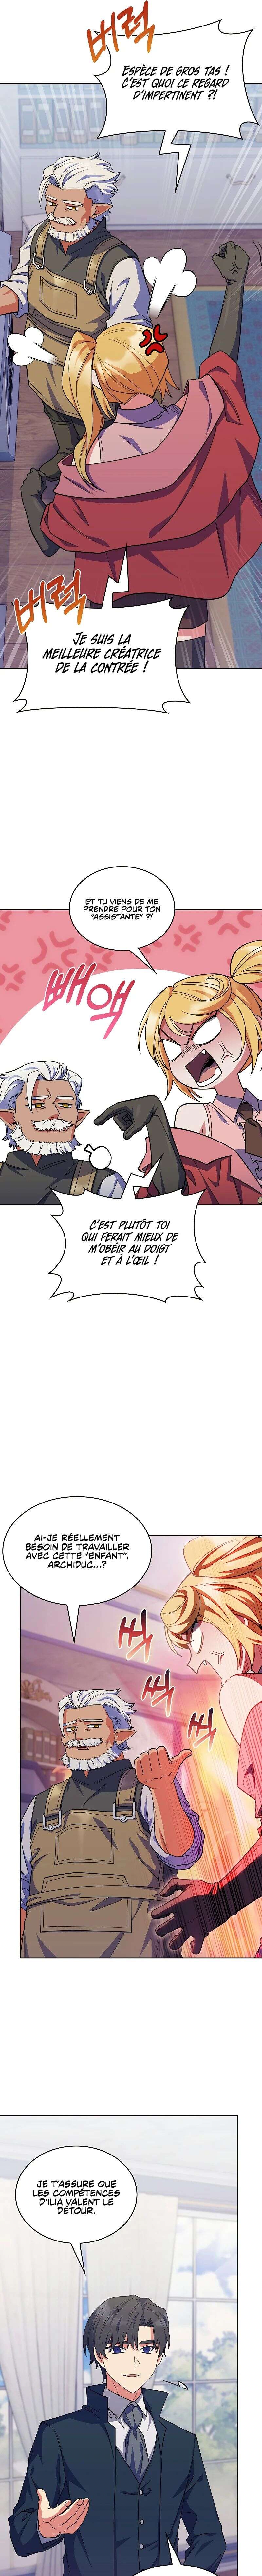 버럭
ESPÈCE DE GROS TAS !
C'EST QUOI CE REGARD
D'IMPERTINENT ?!
버럭
JE SUIS LA
MEILLEURE CRÉATRICE
DE LA CONTRÉE !
ET TU VIENS DE ME
PRENDRE POUR TON
"ASSISTANTE" ?!
빼액
C'EST PLUTÔT TOI
QUI FERAIT MIEUX DE
M'OBÉIR AU DOIGT
ET À L'ŒIL !
AI-JE RÉELLEMENT
BESOIN DE TRAVAILLER
AVEC CETTE "ENFANT",
ARCHIDUC...?
빡
빡
빡
JE T'ASSURE QUE
LES COMPÉTENCES
D'ILIA VALENT LE
DÉTOUR.